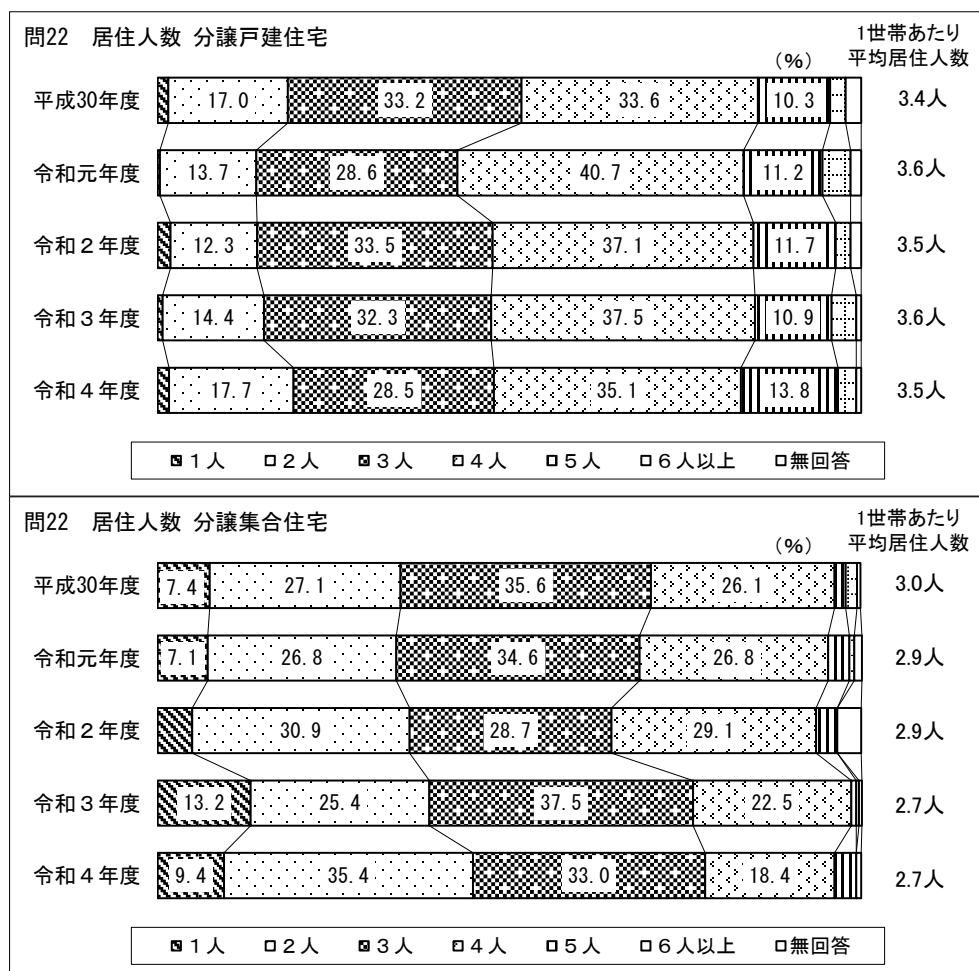 問22　居住人数 分譲戸建住宅
1世帯あたり
平均居住人数
（%）
平成30年度 17.0 33.2 33.6 10.3 3.4人
令和元年度 13.7 28.6 40.7 11.2 3.6人
令和２年度 12.3 33.5 37.1 11.7 3.5人
令和３年度 14.4 32.3 37.5 10.9 3.6人
令和４年度 17.7 28.5 35.1 13.8 3.5人
１人 ２人 ３人 ４人 ５人 ６人以上 無回答
問22　居住人数 分譲集合住宅
1世帯あたり
平均居住人数
（%）
平成30年度 7.4 27.1 35.6 26.1 3.0人
令和元年度 7.1 26.8 34.6 26.8 2.9人
令和２年度 30.9 28.7 29.1 2.9人
令和３年度 13.2 25.4 37.5 22.5 2.7人
令和４年度 9.4 35.4 33.0 18.4 2.7人
１人 ２人 ３人 ４人 ５人 ６人以上 無回答